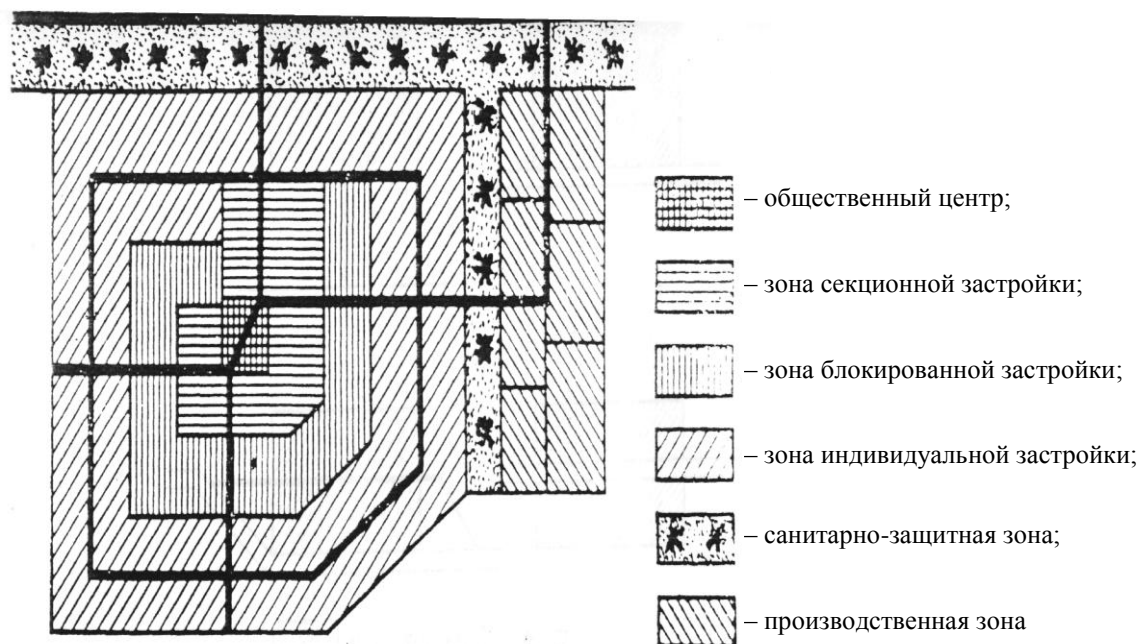 – общественный центр;
– зона секционной застройки;
– зона блокированной застройки;
– зона индивидуальной застройки;
– санитарно-защитная зона;
– производственная зона